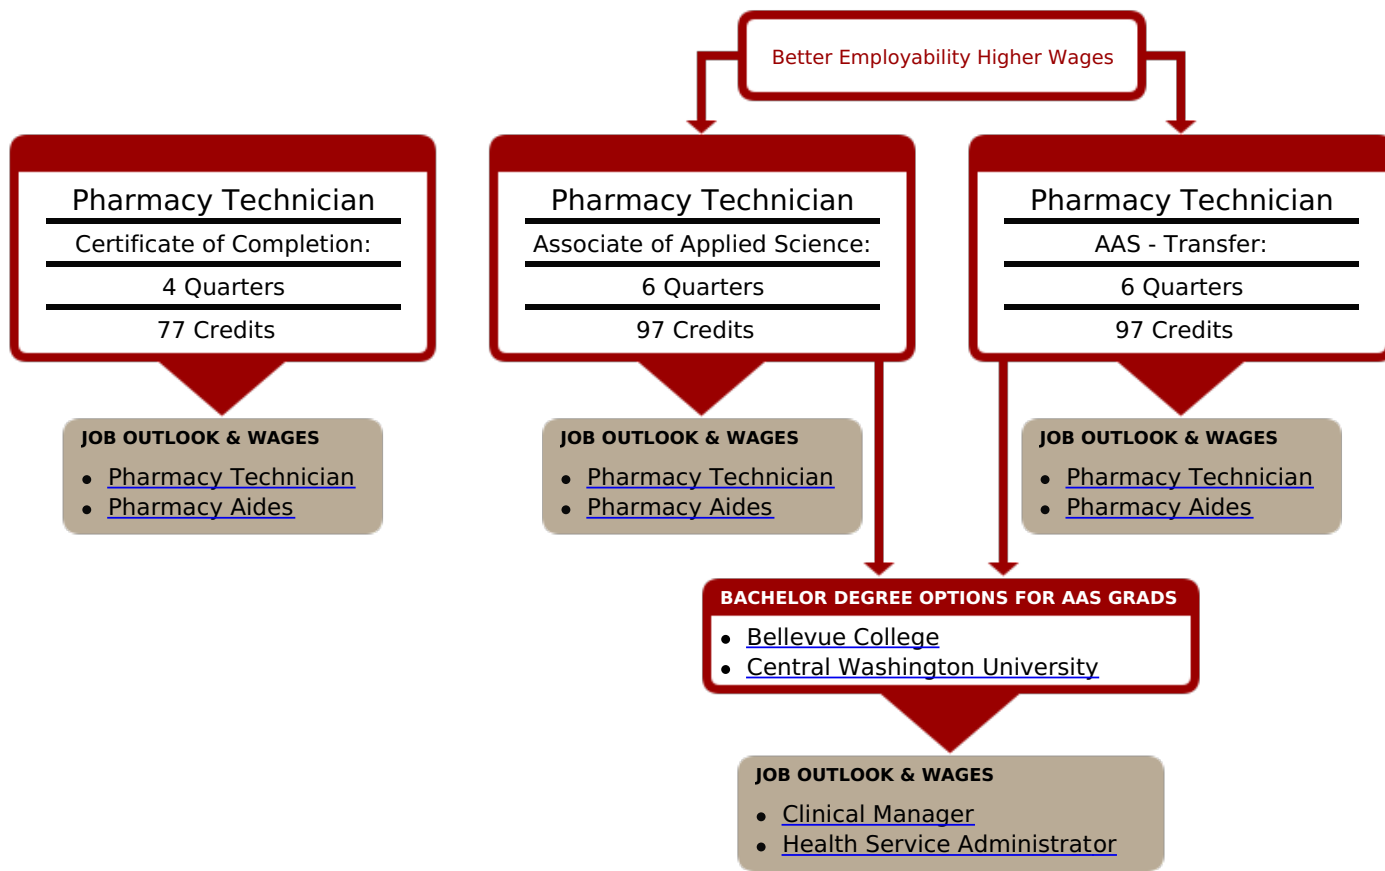 Better Employability Higher Wages
Pharmacy Technician
Certificate of Completion:
4 Quarters
77 Credits
JOB OUTLOOK & WAGES
• Pharmacy Technician
• Pharmacy Aides
Pharmacy Technician
Associate of Applied Science:
6 Quarters
97 Credits
JOB OUTLOOK & WAGES
• Pharmacy Technician
• Pharmacy Aides
Pharmacy Technician
AAS - Transfer:
6 Quarters
97 Credits
JOB OUTLOOK & WAGES
• Pharmacy Technician
• Pharmacy Aides
BACHELOR DEGREE OPTIONS FOR AAS GRADS
• Bellevue College
• Central Washington University
JOB OUTLOOK & WAGES
• Clinical Manager
• Health Service Administrator